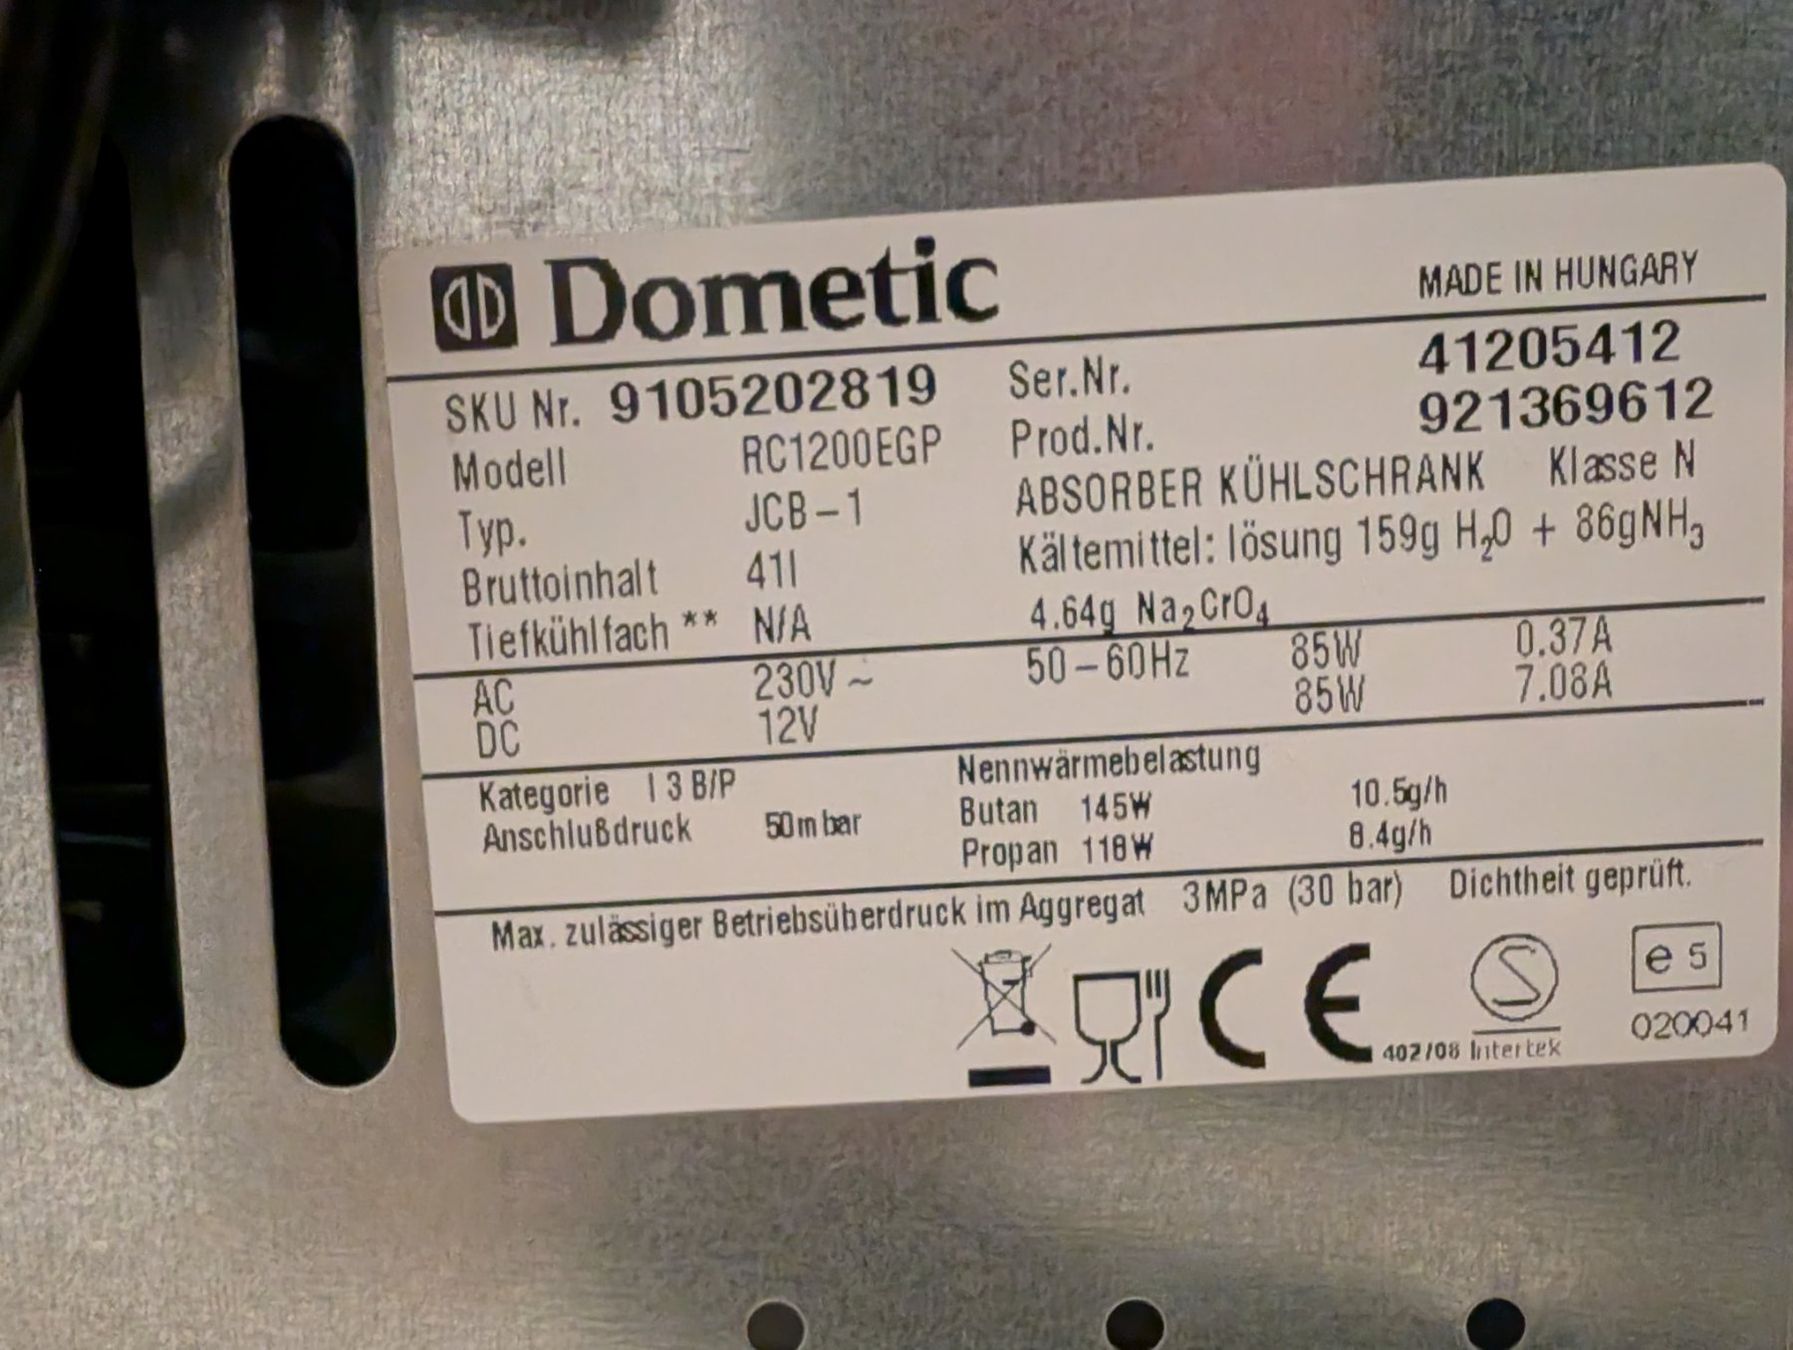 Dometic MADE IN HUNGARY
SKU Nr. 9105202819 Ser.Nr. 41205412
Modell RC1200EGP Prod.Nr. 921369612
Typ. JCB-1 ABSORBER KÜHLSCHRANK Klasse N
Bruttoinhalt 41l Kältemittel: lösung 159g H₂O + 86gNH₃
Tiefkühlfach ** N/A 4.64g Na₂CrO₄
AC 230V ~ 50-60Hz 85W 0.37A
DC 12V 85W 7.08A
Kategorie I 3 B/P Nennwärmebelastung
Anschlußdruck 50mbar Butan 145W 10.5g/h
Propan 118W 8.4g/h
Max. zulässiger Betriebsüberdruck im Aggregat 3MPa (30 bar) Dichtheit geprüft.
CE S e5
402/08 Intertek 020041